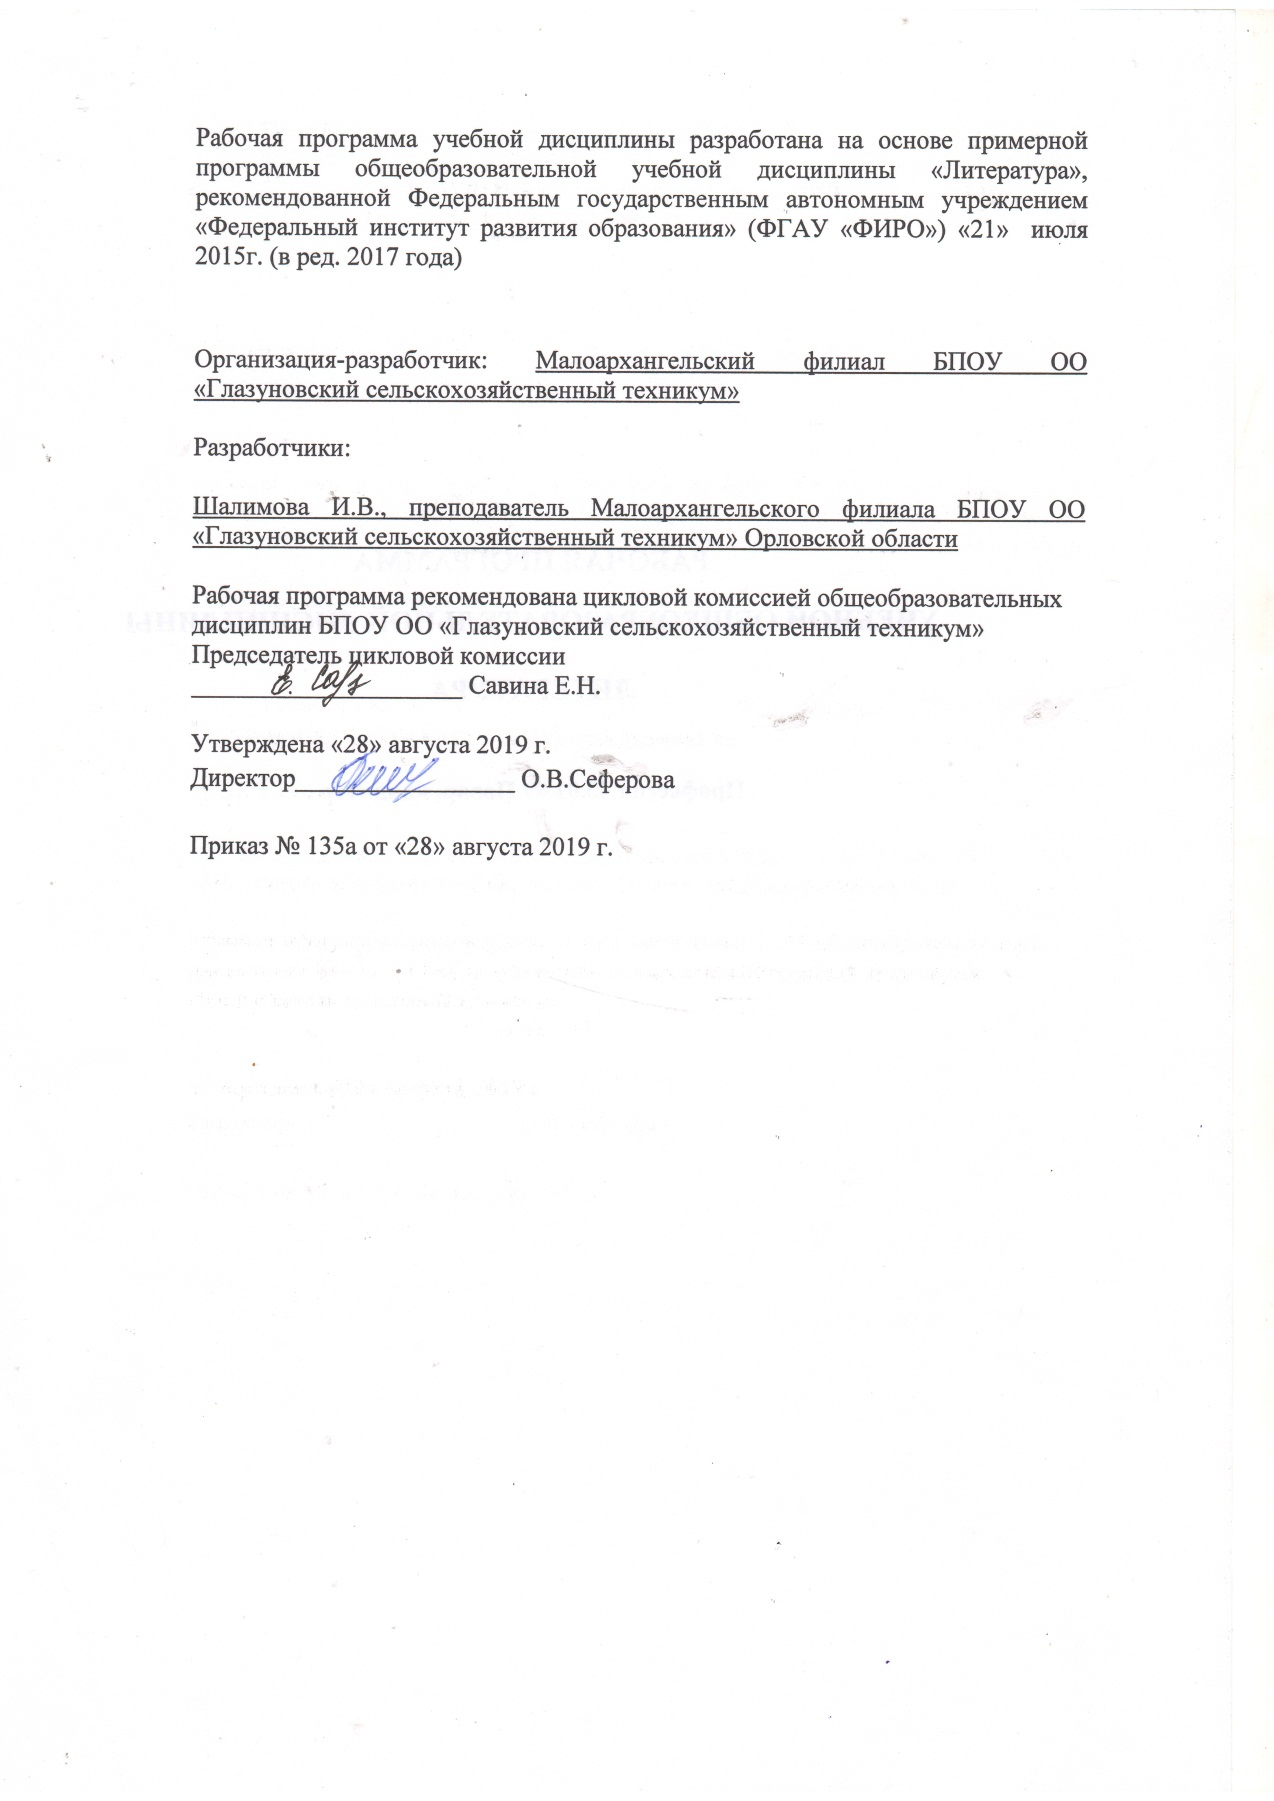 Рабочая программа учебной дисциплины разработана на основе примерной
программы общеобразовательной учебной дисциплины «Литература»,
рекомендованной Федеральным государственным автономным учреждением
«Федеральный институт развития образования» (ФГАУ «ФИРО») «21» июля
2015г. (в ред. 2017 года)
Организация-разработчик: Малоархангельский филиал БПОУ ОО
«Глазуновский сельскохозяйственный техникум»
Разработчики:
Шалимова И.В., преподаватель Малоархангельского филиала БПОУ ОО
«Глазуновский сельскохозяйственный техникум» Орловской области
Рабочая программа рекомендована цикловой комиссией общеобразовательных
дисциплин БПОУ ОО «Глазуновский сельскохозяйственный техникум»
Председатель цикловой комиссии
____________________ Савина Е.Н.
Утверждена «28» августа 2019 г.
Директор________________ О.В.Сеферова
Приказ № 135а от «28» августа 2019 г.